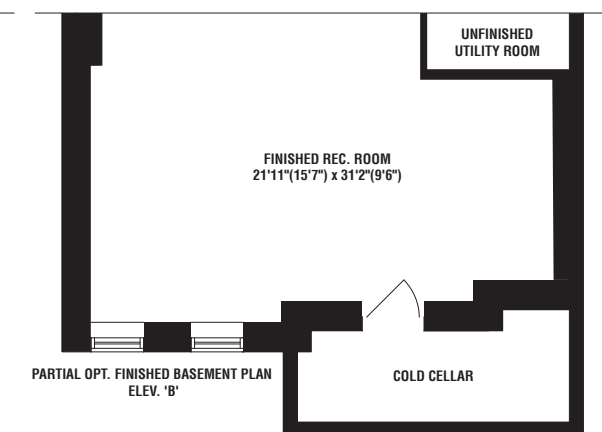 UNFINISHED
UTILITY ROOM
FINISHED REC. ROOM
21'11"(15'7") x 31'2"(9'6")
PARTIAL OPT. FINISHED BASEMENT PLAN
ELEV. 'B'
COLD CELLAR